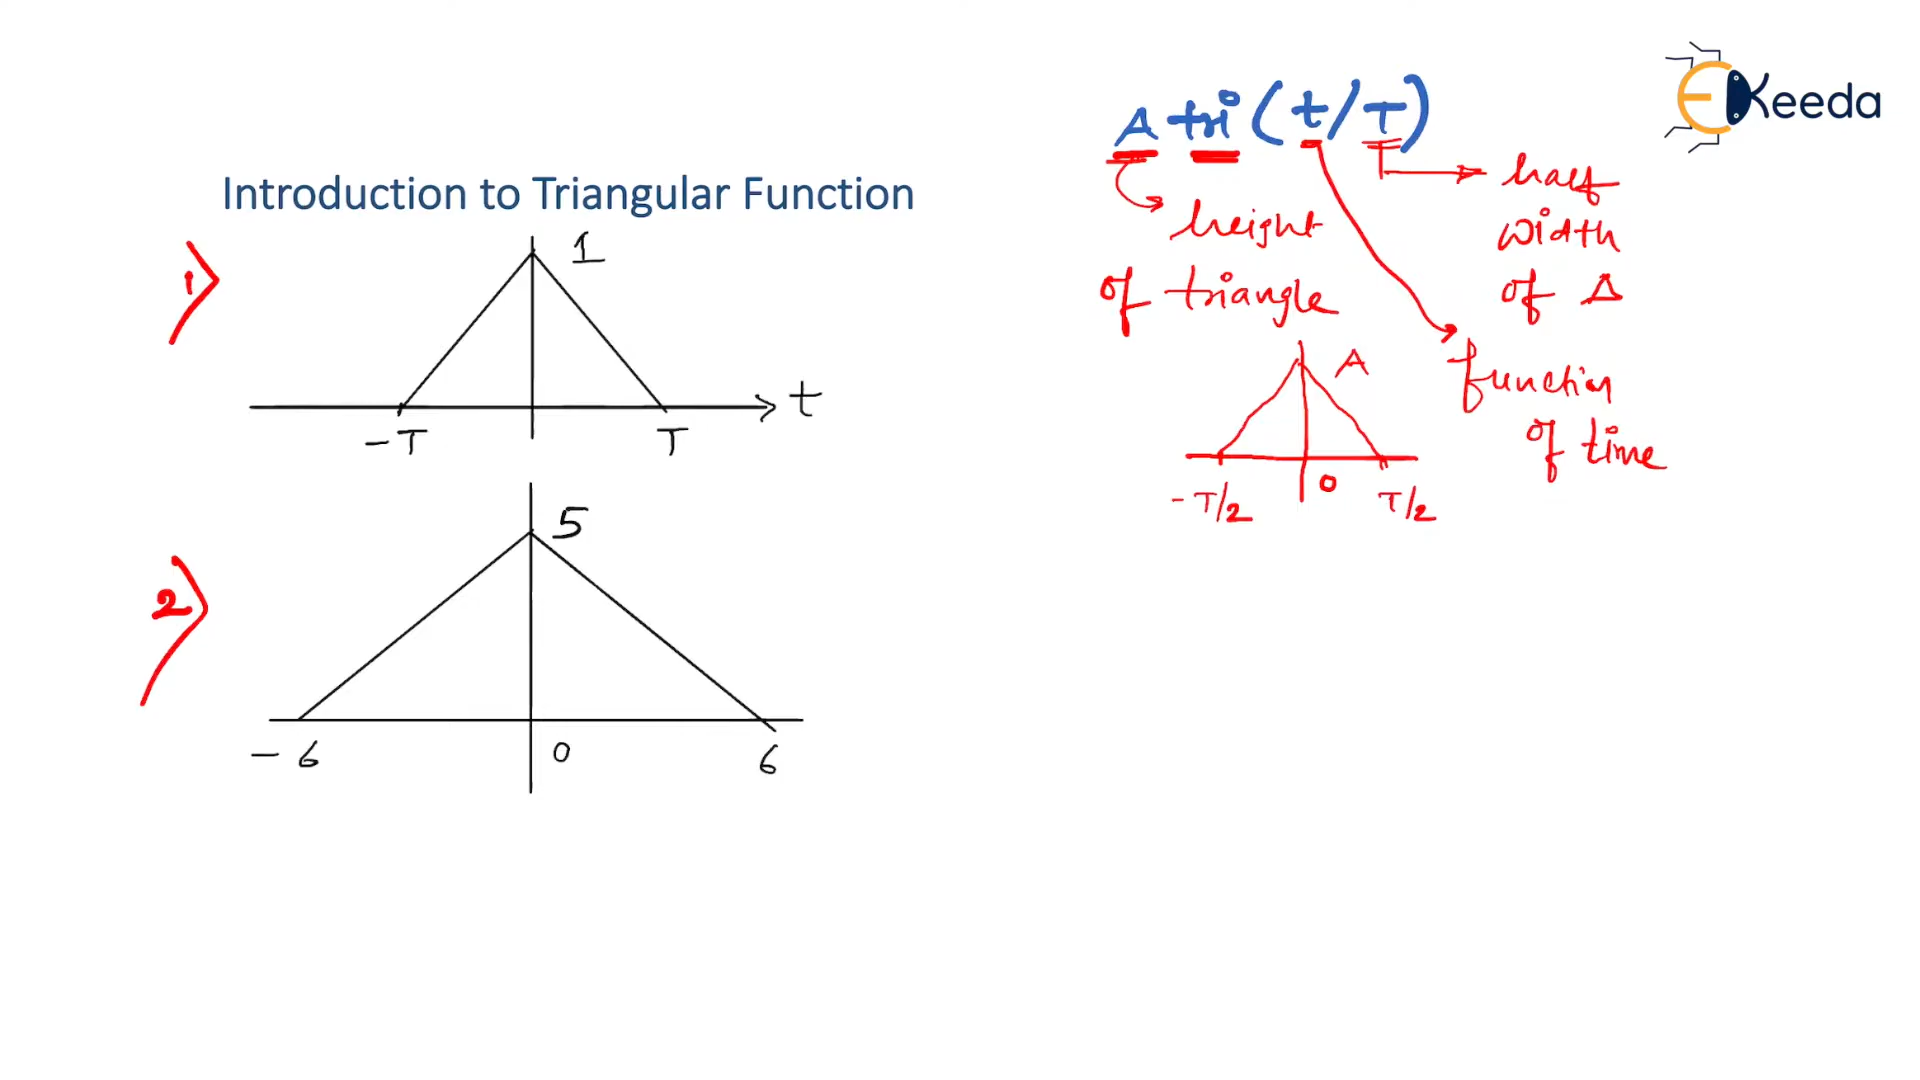 Introduction to Triangular Function
1)
1
-T
T
t
2)
5
-6
0
6
A tri (t/T)
height
of triangle
half
width
of Δ
function
of time
A
-T/2
0
T/2
EKeeda